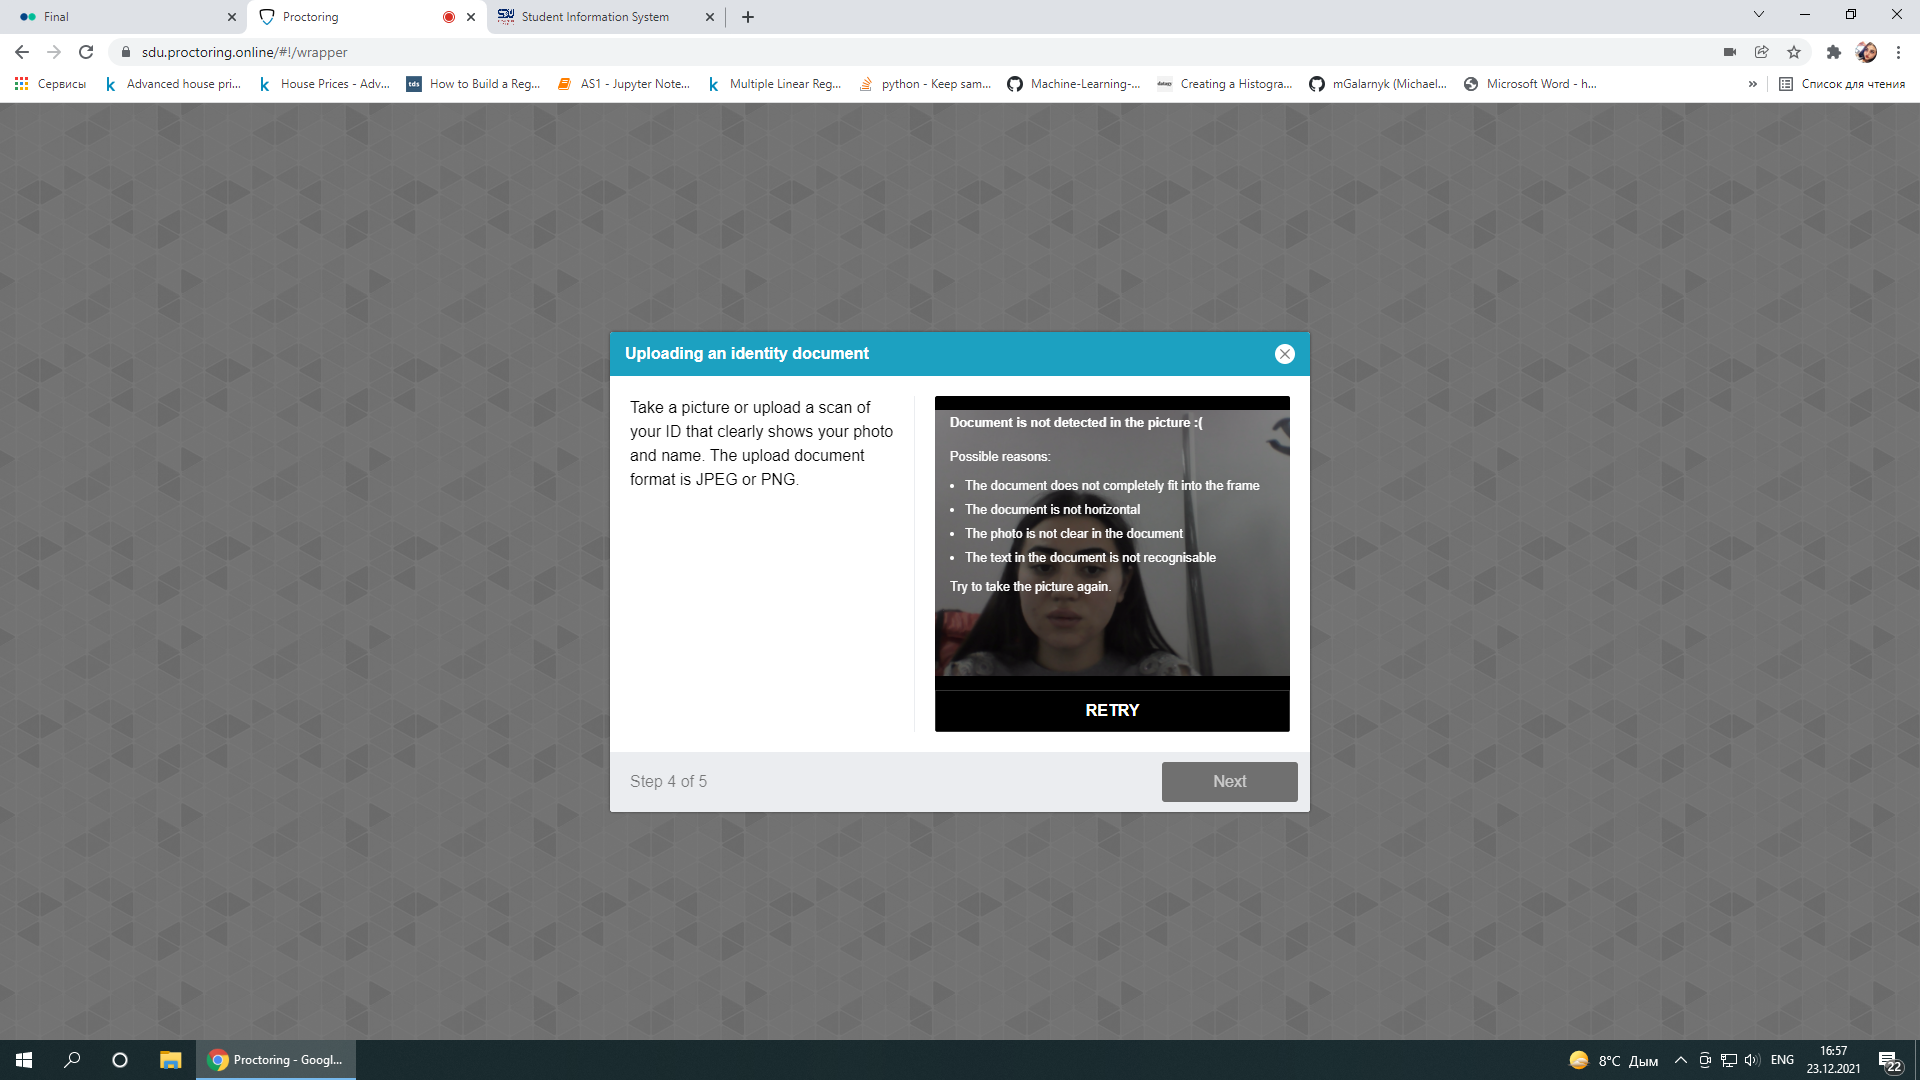 Final
Proctoring
Student Information System
sdu.proctoring.online/#!/wrapper
Сервисы
Advanced house pri...
House Prices - Adv...
tds
How to Build a Reg...
AS1 - Jupyter Note...
Multiple Linear Reg...
python - Keep sam...
Machine-Learning-...
Creating a Histogra...
mGalarnyk (Michael...
Microsoft Word - h...
»
Список для чтения
Uploading an identity document
Take a picture or upload a scan of
your ID that clearly shows your photo
and name. The upload document
format is JPEG or PNG.
Document is not detected in the picture :(
Possible reasons:
• The document does not completely fit into the frame
• The document is not horizontal
• The photo is not clear in the document
• The text in the document is not recognisable
Try to take the picture again.
RETRY
Step 4 of 5
Next
Proctoring - Googl...
8°C Дым
ENG
16:57
23.12.2021
22